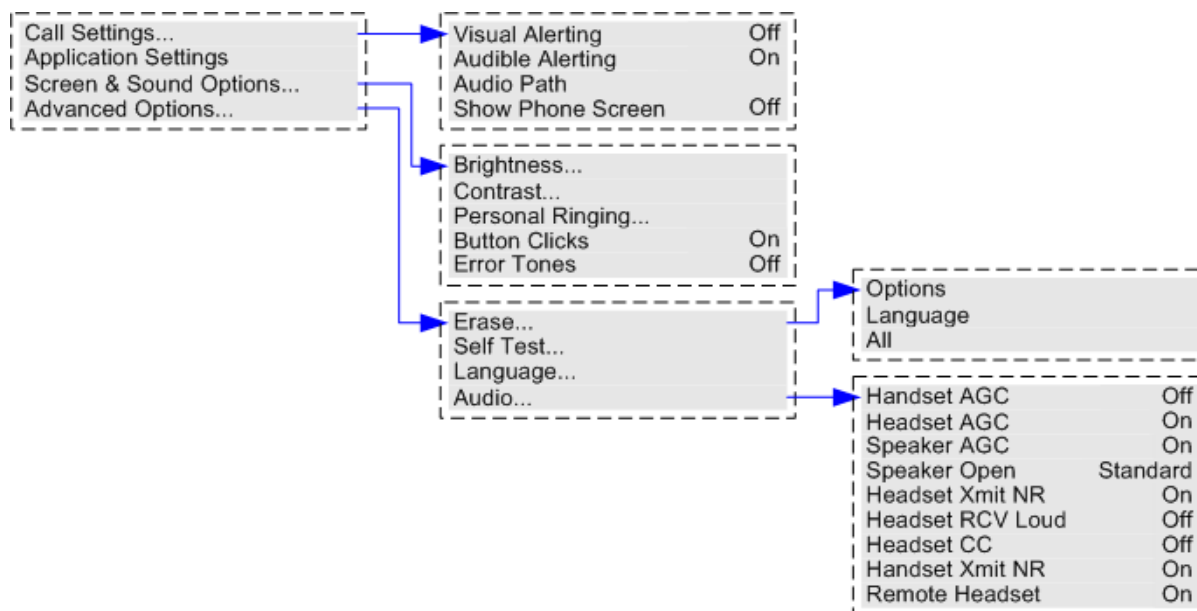 Call Settings...
Application Settings
Screen & Sound Options...
Advanced Options...
Visual Alerting Off
Audible Alerting On
Audio Path
Show Phone Screen Off
Brightness...
Contrast...
Personal Ringing...
Button Clicks On
Error Tones Off
Erase...
Self Test...
Language...
Audio...
Options
Language
All
Handset AGC Off
Headset AGC On
Speaker AGC On
Speaker Open Standard
Headset Xmit NR On
Headset RCV Loud Off
Headset CC Off
Handset Xmit NR On
Remote Headset On